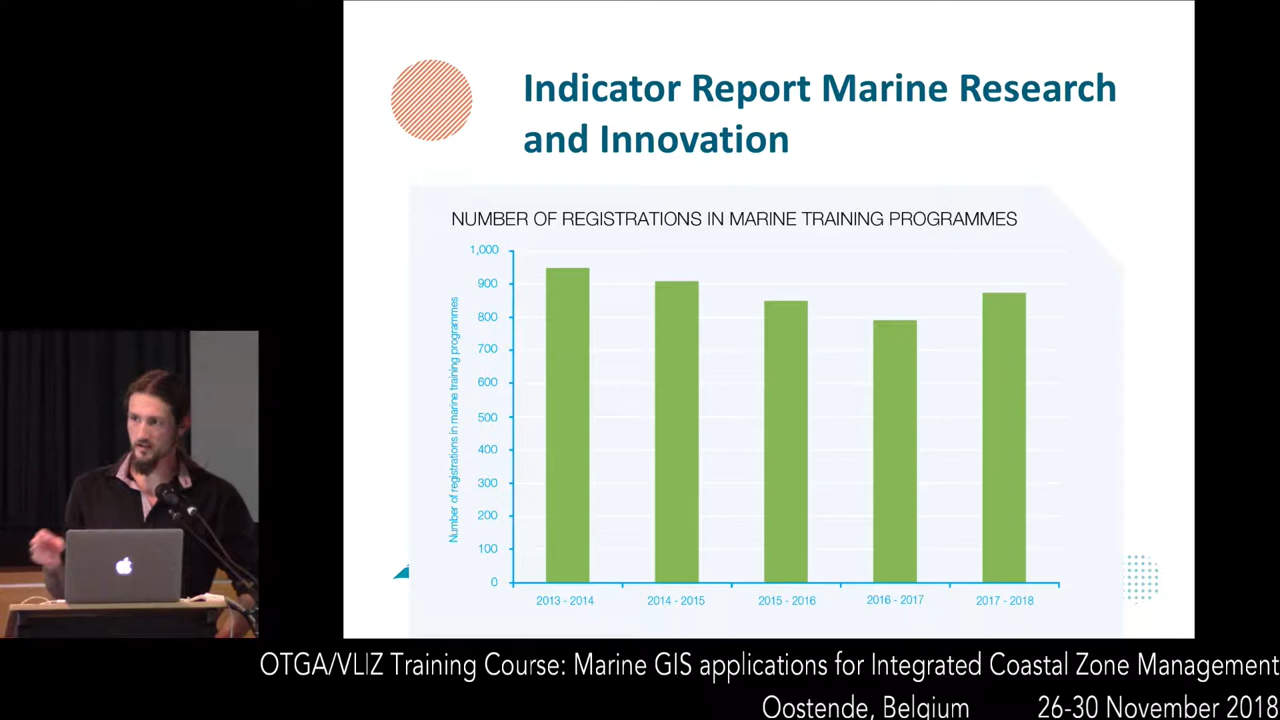 Indicator Report Marine Research
and Innovation
NUMBER OF REGISTRATIONS IN MARINE TRAINING PROGRAMMES
Number of registrations in marine training programmes
1,000
900
800
700
600
500
400
300
200
100
0
2013 - 2014
2014 - 2015
2015 - 2016
2016 - 2017
2017 - 2018
OTGA/VLIZ Training Course: Marine GIS applications for Integrated Coastal Zone Management
Oostende, Belgium 26-30 November 2018